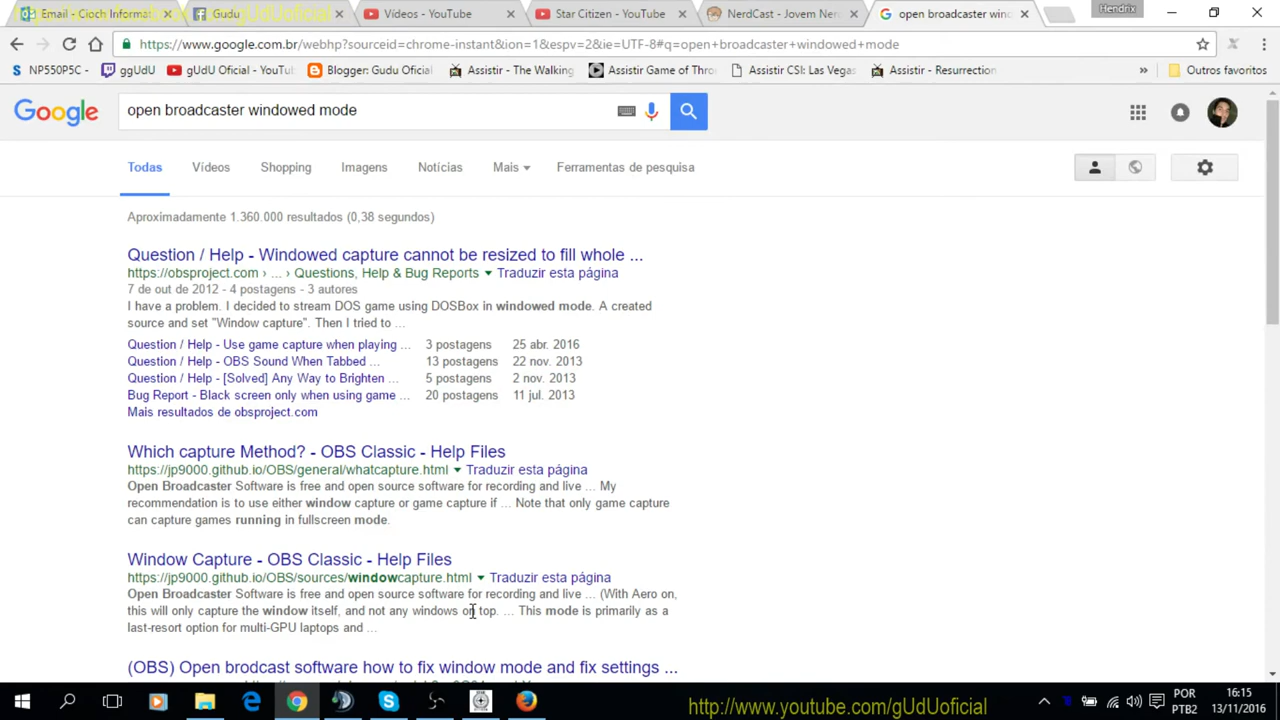 Email - Cioch Informat
Gudu
Vídeos - YouTube
Star Citizen - YouTube
NerdCast - Jovem Ner
open broadcaster win
Hendrix
https://www.google.com.br/webhp?sourceid=chrome-instant&ion=1&espv=2&ie=UTF-8#q=open+broadcaster+windowed+mode
NP550P5C -
ggUdU
gUdU Oficial - YouTu
Blogger: Gudu Oficial
Assistir - The Walking
Assistir Game of Thro
Assistir CSI: Las Vegas
Assistir - Resurrection
»
Outros favoritos
Google
open broadcaster windowed mode
Todas
Vídeos
Shopping
Imagens
Notícias
Mais
Ferramentas de pesquisa
Aproximadamente 1.360.000 resultados (0,38 segundos)
Question / Help - Windowed capture cannot be resized to fill whole ...
https://obsproject.com › ... › Questions, Help & Bug Reports Traduzir esta página
7 de out de 2012 - 4 postagens - 3 autores
I have a problem. I decided to stream DOS game using DOSBox in windowed mode. A created
source and set "Window capture". Then I tried to ...
Question / Help - Use game capture when playing ... 3 postagens 25 abr. 2016
Question / Help - OBS Sound When Tabbed ... 13 postagens 22 nov. 2013
Question / Help - [Solved] Any Way to Brighten ... 5 postagens 2 nov. 2013
Bug Report - Black screen only when using game ... 20 postagens 11 jul. 2013
Mais resultados de obsproject.com
Which capture Method? - OBS Classic - Help Files
https://jp9000.github.io/OBS/general/whatcapture.html Traduzir esta página
Open Broadcaster Software is free and open source software for recording and live ... My
recommendation is to use either window capture or game capture if ... Note that only game capture
can capture games running in fullscreen mode.
Window Capture - OBS Classic - Help Files
https://jp9000.github.io/OBS/sources/windowcapture.html Traduzir esta página
Open Broadcaster Software is free and open source software for recording and live ... (With Aero on,
this will only capture the window itself, and not any windows on top. ... This mode is primarily as a
last-resort option for multi-GPU laptops and ...
(OBS) Open brodcast software how to fix window mode and fix settings ...
http://www.youtube.com/gUdUoficial
POR
PTB2
16:15
13/11/2016